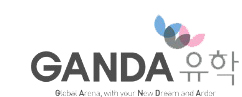 GANDA 유학
Global Arena, with your New Dream and Ardor